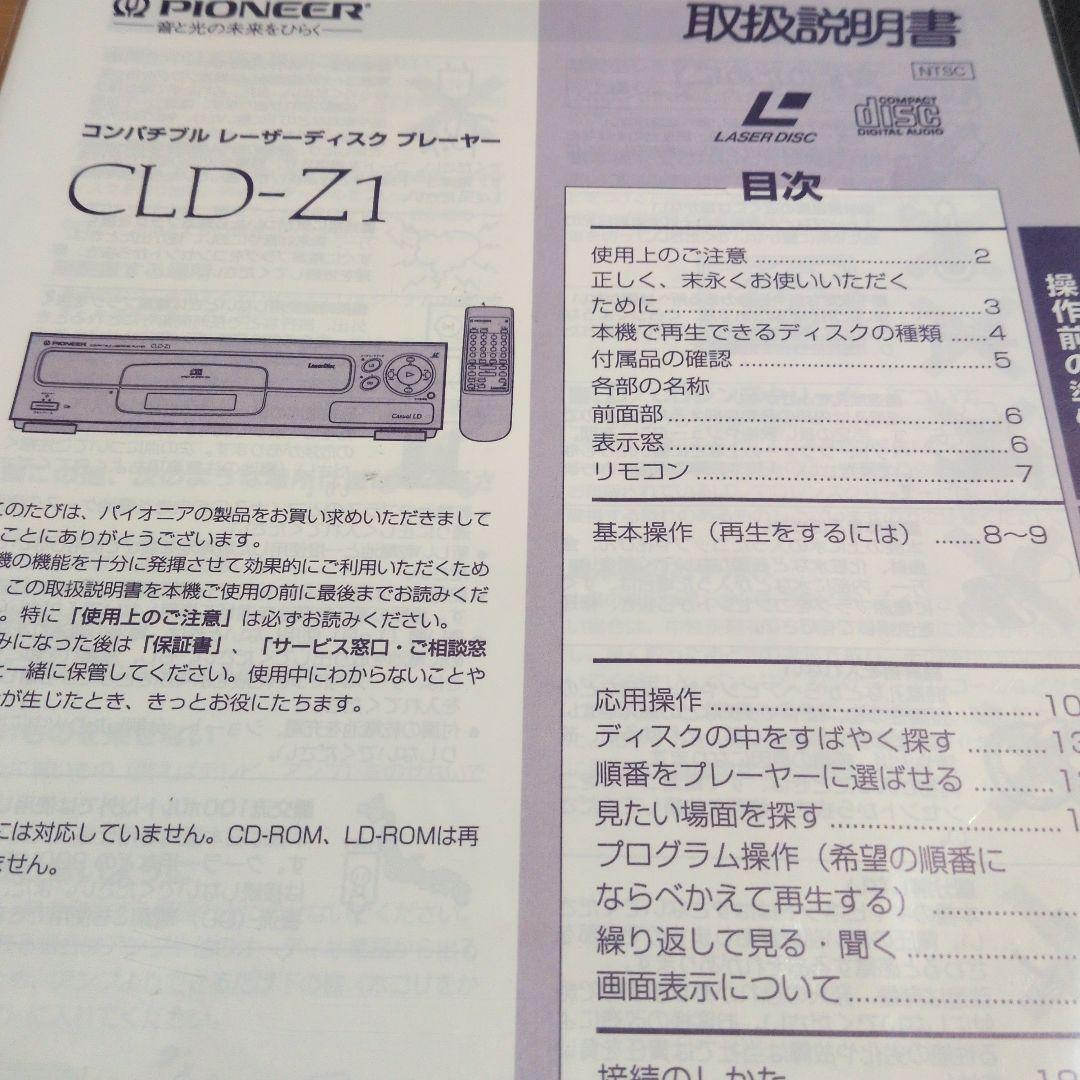 PIONEER
音と光の未来をひらく
コンパチブル レーザーディスク プレーヤー
CLD-Z1
PIONEER
CLD-Z1
LaserDisc
Casual LD
このたびは、パイオニアの製品をお買い求めいただきまして
ことにありがとうございます。
機の機能を十分に発揮させて効果的にご利用いただくため
、この取扱説明書を本機ご使用の前に最後までお読みくだ
。特に「使用上のご注意」は必ずお読みください。
みになった後は「保証書」、「サービス窓口・ご相談窓
と一緒に保管してください。使用中にわからないことや
が生じたとき、きっとお役にたちます。
には対応していません。CD-ROM、LD-ROMは再
ません。
取扱説明書
NTSC
LASERDISC
COMPACT
disc
DIGITAL AUDIO
目次
使用上のご注意 ..................................2
正しく、末永くお使いいただく
ために..................................................3
本機で再生できるディスクの種類 ......4
付属品の確認 ........................................5
各部の名称
前面部 ....................................................6
表示窓 ....................................................6
リモコン ..................................................7
基本操作（再生をするには） .......8〜9
応用操作 ..........................................10
ディスクの中をすばやく探す ............13
順番をプレーヤーに選ばせる ............1
見たい場面を探す ..............................1
プログラム操作（希望の順番に
ならべかえて再生する） ..................
繰り返して見る・聞く ......................
画面表示について ............................
接続のしかた
操作前の